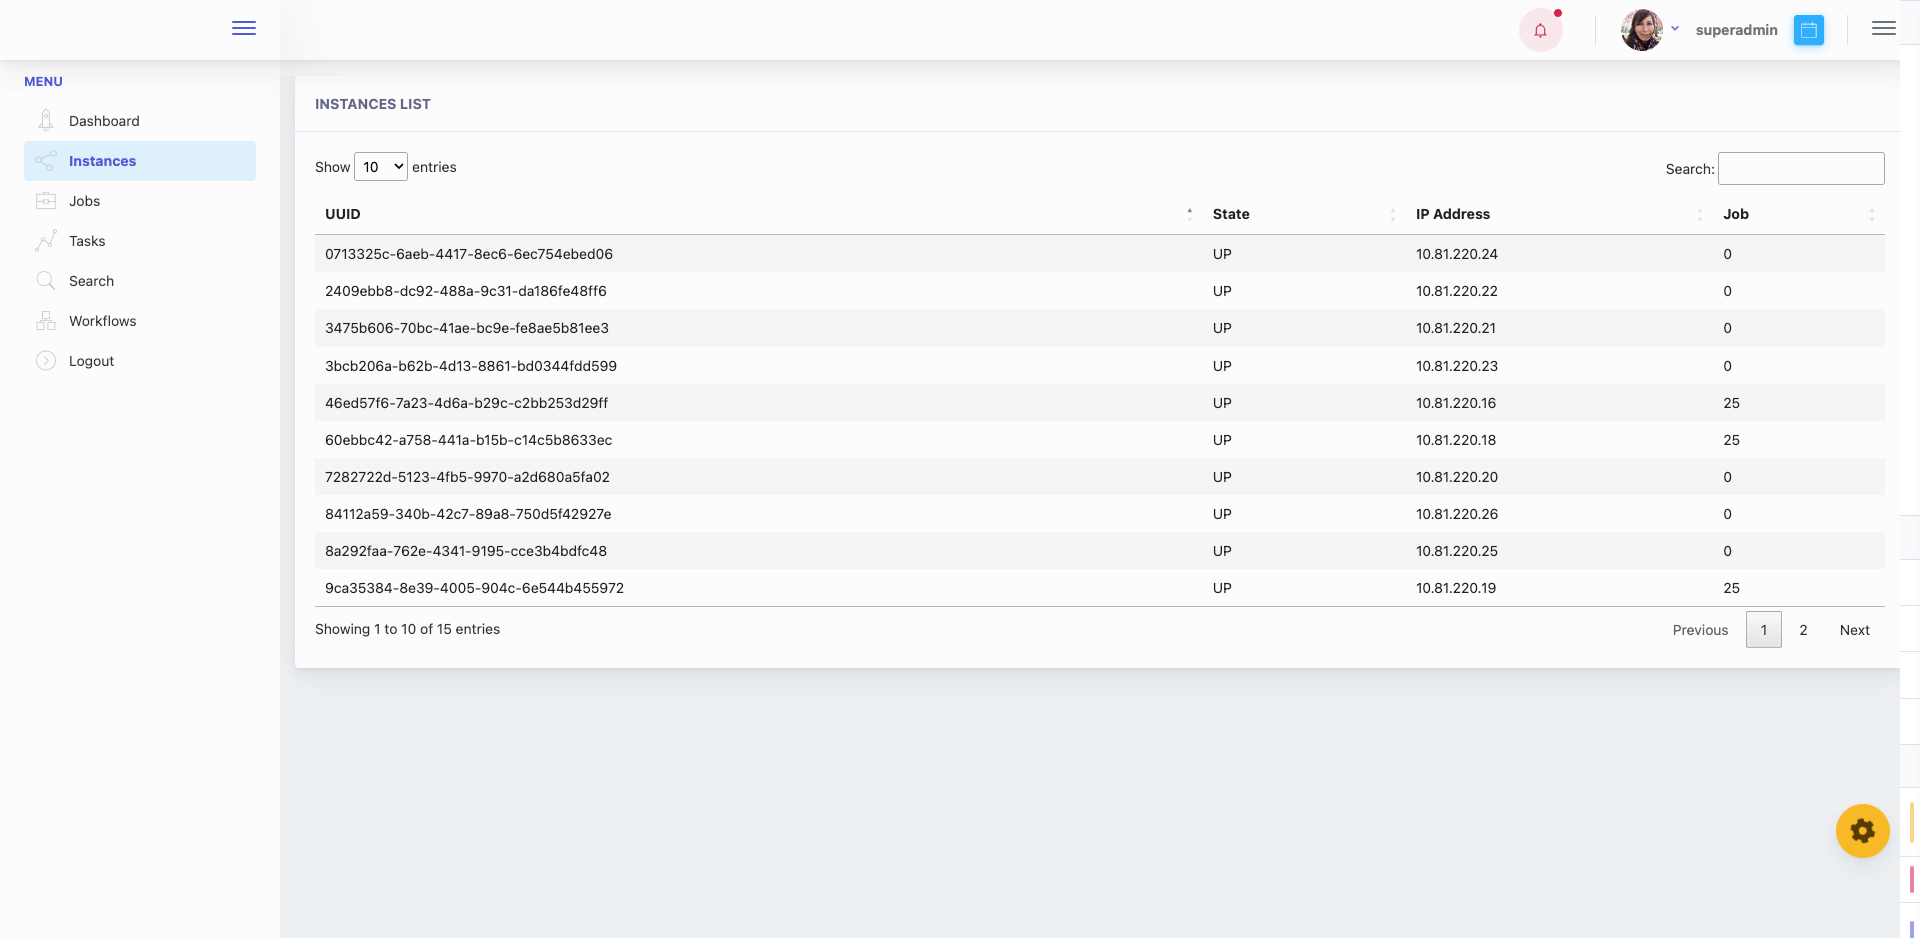 superadmin
MENU
Dashboard
Instances
Jobs
Tasks
Search
Workflows
Logout
INSTANCES LIST
Show 10 entries
Search:
UUID State IP Address Job
0713325c-6aeb-4417-8ec6-6ec754ebed06 UP 10.81.220.24 0
2409ebb8-dc92-488a-9c31-da186fe48ff6 UP 10.81.220.22 0
3475b606-70bc-41ae-bc9e-fe8ae5b81ee3 UP 10.81.220.21 0
3bcb206a-b62b-4d13-8861-bd0344fdd599 UP 10.81.220.23 0
46ed57f6-7a23-4d6a-b29c-c2bb253d29ff UP 10.81.220.16 25
60ebbc42-a758-441a-b15b-c14c5b8633ec UP 10.81.220.18 25
7282722d-5123-4fb5-9970-a2d680a5fa02 UP 10.81.220.20 0
84112a59-340b-42c7-89a8-750d5f42927e UP 10.81.220.26 0
8a292faa-762e-4341-9195-cce3b4bdfc48 UP 10.81.220.25 0
9ca35384-8e39-4005-904c-6e544b455972 UP 10.81.220.19 25
Showing 1 to 10 of 15 entries
Previous 1 2 Next